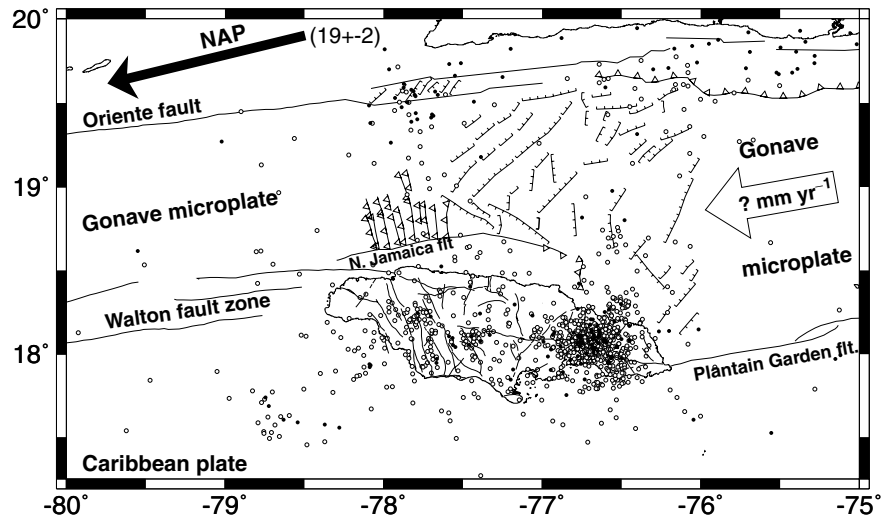 20˚
NAP
(19+-2)
Oriente fault
Gonave
19˚
Gonave microplate
? mm yr⁻¹
N. Jamaica flt
microplate
Walton fault zone
18˚
Plântain Garden flt.
Caribbean plate
-80˚ -79˚ -78˚ -77˚ -76˚ -75˚